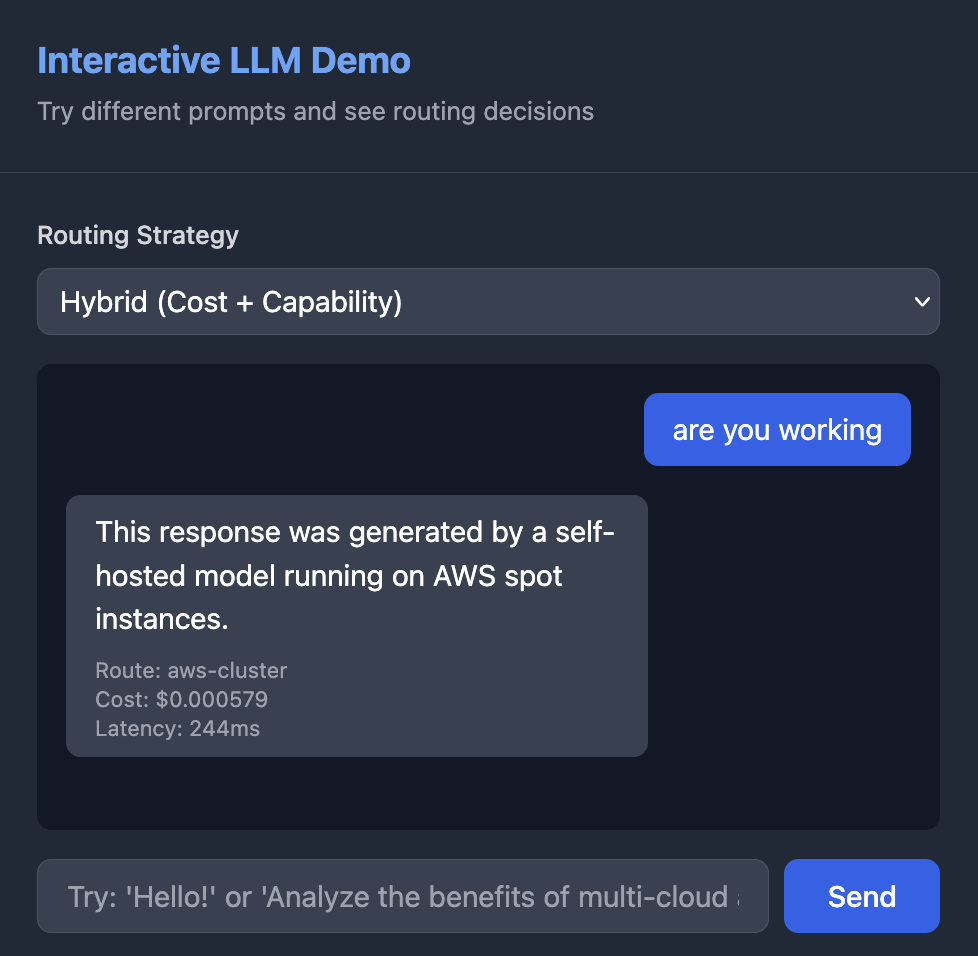 Interactive LLM Demo
Try different prompts and see routing decisions
Routing Strategy
Hybrid (Cost + Capability)
are you working
This response was generated by a self-
hosted model running on AWS spot
instances.
Route: aws-cluster
Cost: $0.000579
Latency: 244ms
Try: 'Hello!' or 'Analyze the benefits of multi-cloud
Send